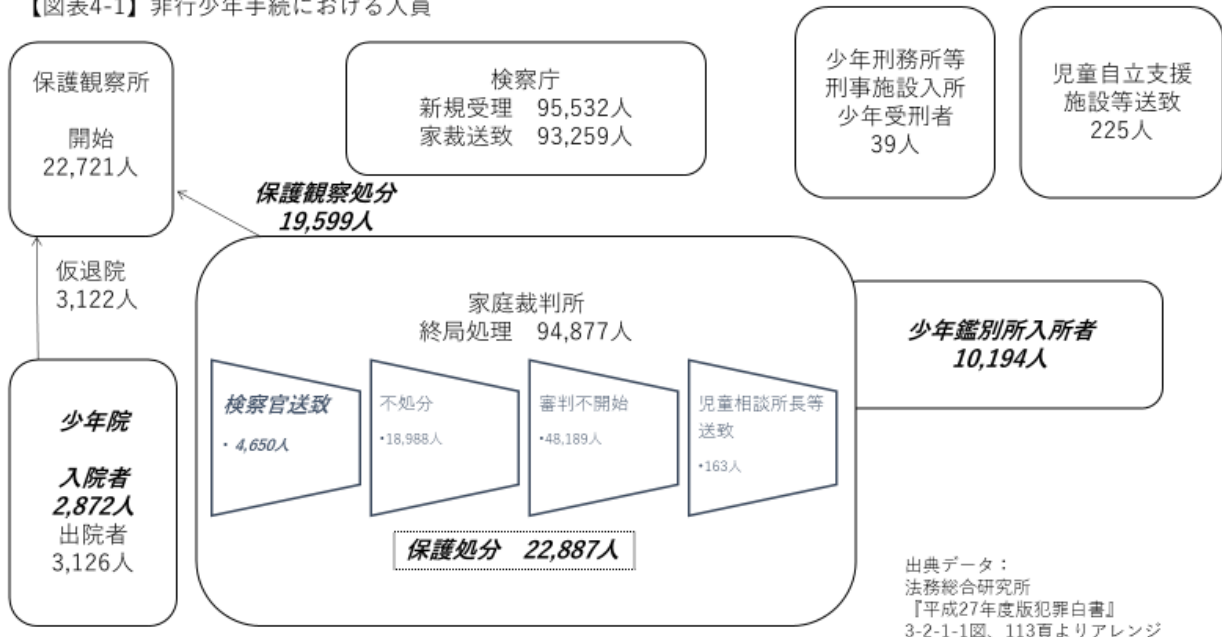 【図表4-1】非行少年手続における人員
保護観察所
開始
22,721人
検察庁
新規受理　95,532人
家裁送致　93,259人
少年刑務所等
刑事施設入所
少年受刑者
39人
児童自立支援
施設等送致
225人
保護観察処分
19,599人
仮退院
3,122人
家庭裁判所
終局処理　94,877人
少年鑑別所入所者
10,194人
検察官送致
・4,650人
不処分
•18,988人
審判不開始
•48,189人
児童相談所長等
送致
•163人
少年院
入院者
2,872人
出院者
3,126人
保護処分　22,887人
出典データ：
法務総合研究所
『平成27年度版犯罪白書』
3-2-1-1図、113頁よりアレンジ